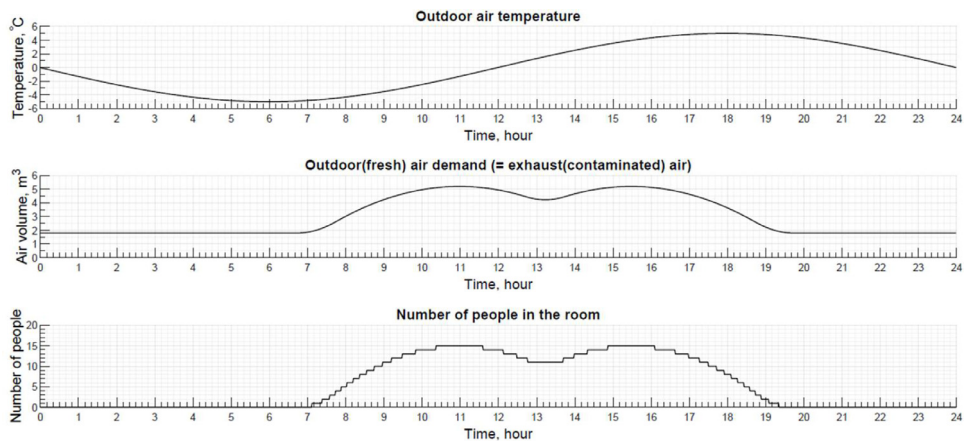 Outdoor air temperature
Temperature, °C
6
4
2
0
-2
-4
-6
0 1 2 3 4 5 6 7 8 9 10 11 12 13 14 15 16 17 18 19 20 21 22 23 24
Time, hour
Outdoor(fresh) air demand (= exhaust(contaminated) air)
Air volume, m³
6
5
4
3
2
1
0
0 1 2 3 4 5 6 7 8 9 10 11 12 13 14 15 16 17 18 19 20 21 22 23 24
Time, hour
Number of people in the room
Number of people
20
15
10
5
0
0 1 2 3 4 5 6 7 8 9 10 11 12 13 14 15 16 17 18 19 20 21 22 23 24
Time, hour